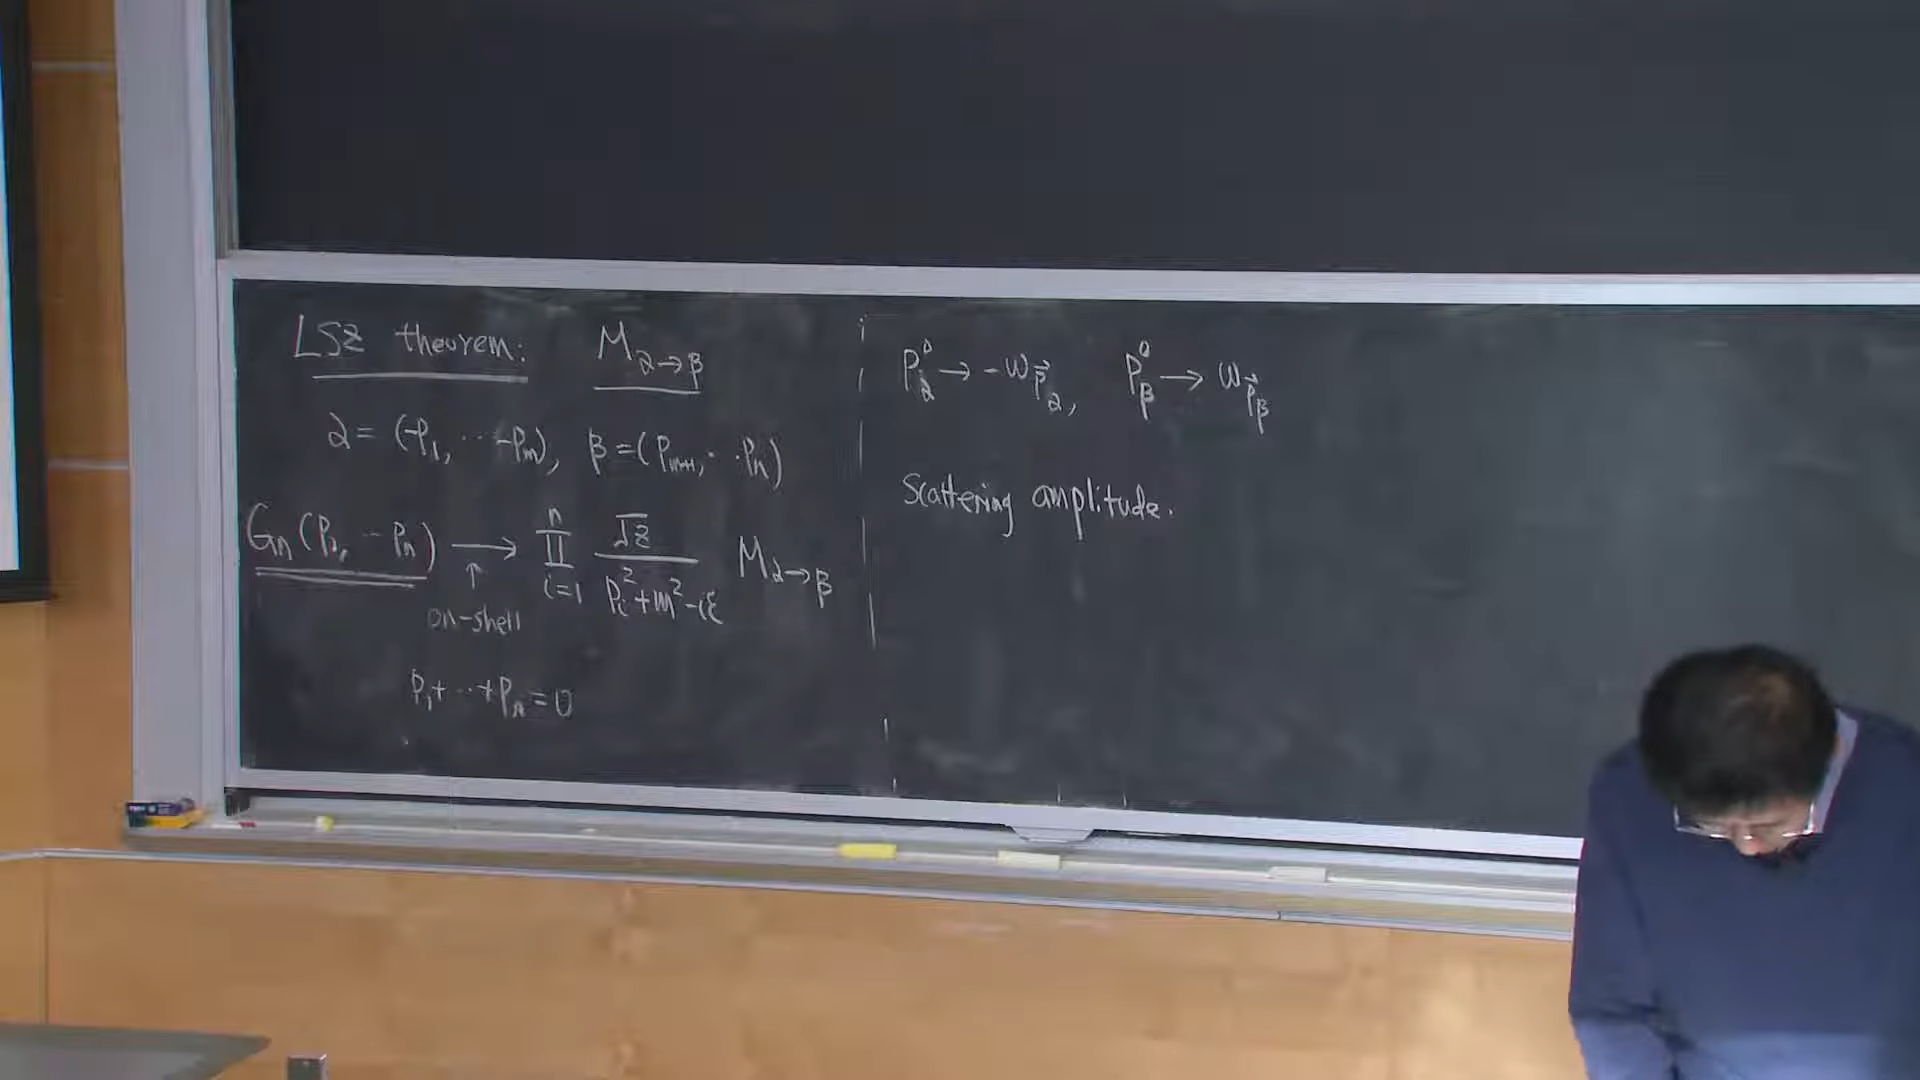 LSZ theorem: M_{α→β}
α = (-p_1, ... -p_m), β = (p_{m+1}, ... p_n)
G_n(p_1, ... p_n) → ∏_{i=1}^{n} √Z / (p_i^2 + m^2 - iε) M_{α→β}
↑
on-shell
p_1 + ... + p_n = 0
p_α^0 → -ω_{\vec{p}_α}, p_β^0 → ω_{\vec{p}_β}
Scattering amplitude.